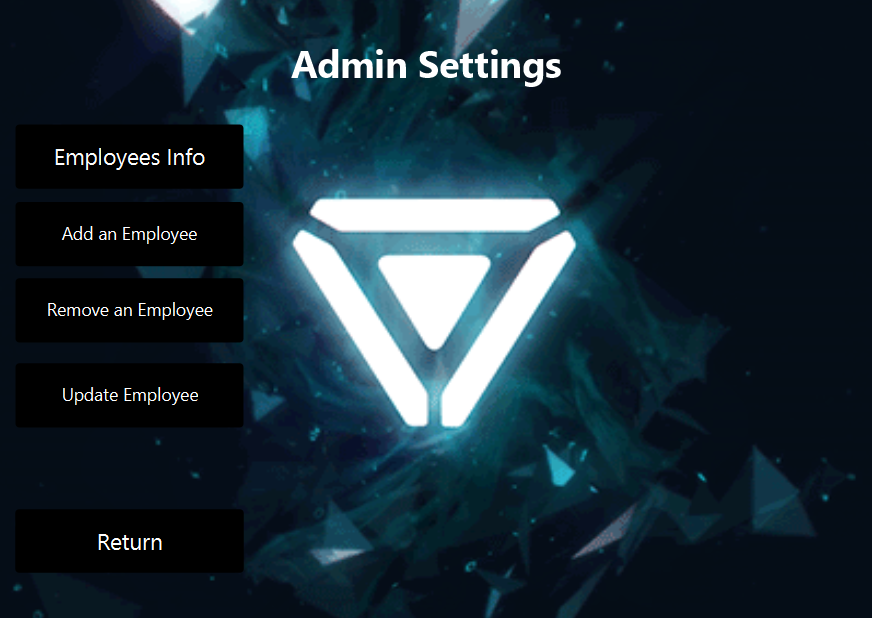 Admin Settings
Employees Info
Add an Employee
Remove an Employee
Update Employee
Return